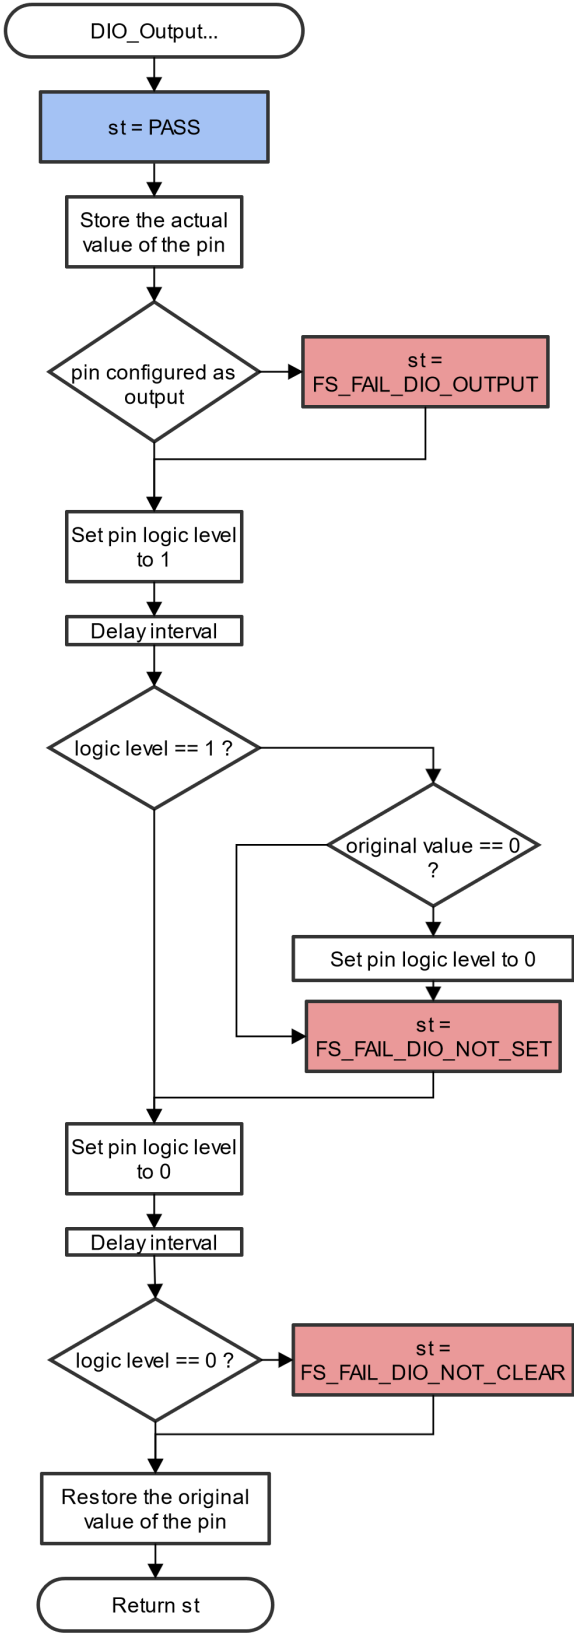 DIO_Output...
st = PASS
Store the actual
value of the pin
pin configured as
output
st =
FS_FAIL_DIO_OUTPUT
Set pin logic level
to 1
Delay interval
logic level == 1 ?
original value == 0
?
Set pin logic level to 0
st =
FS_FAIL_DIO_NOT_SET
Set pin logic level
to 0
Delay interval
logic level == 0 ?
st =
FS_FAIL_DIO_NOT_CLEAR
Restore the original
value of the pin
Return st